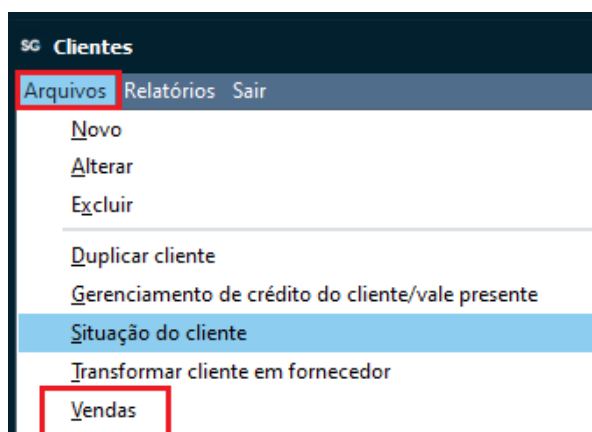 SG Clientes
Arquivos Relatórios Sair
Novo
Alterar
Excluir
Duplicar cliente
Gerenciamento de crédito do cliente/vale presente
Situação do cliente
Transformar cliente em fornecedor
Vendas